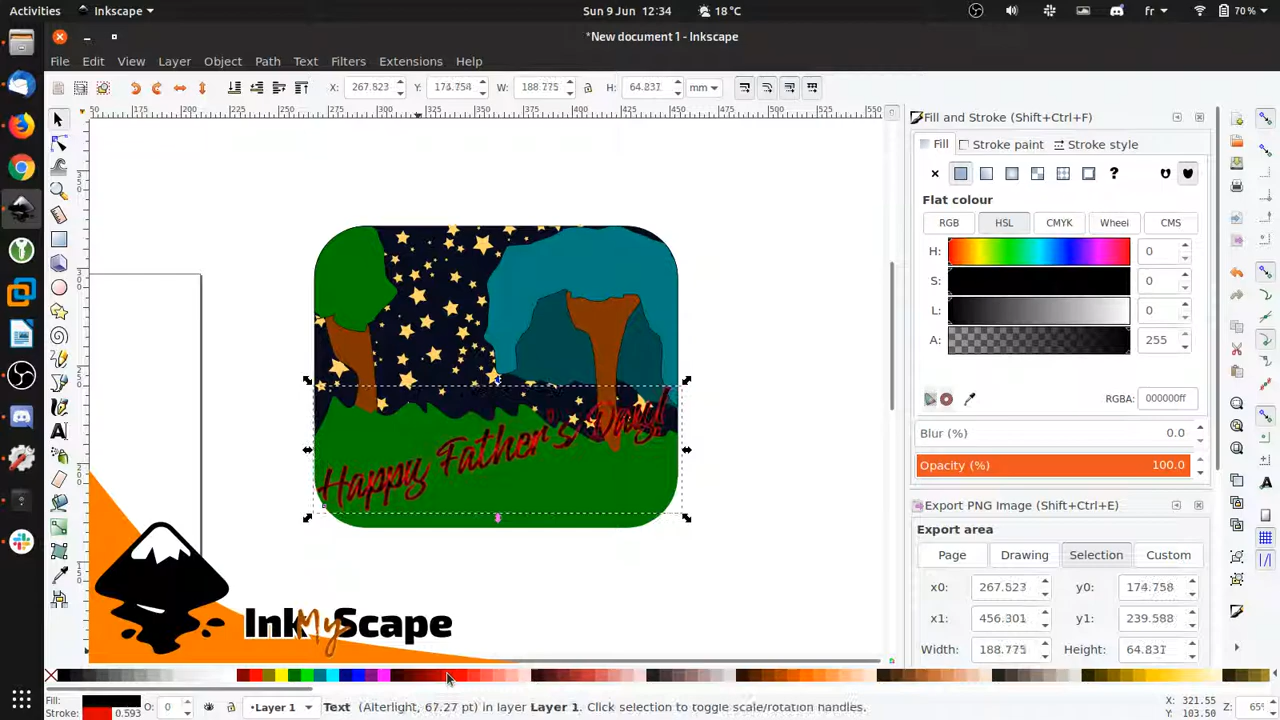 Activities Inkscape Sun 9 Jun 12:34 18 °C fr 70 %
*New document 1 - Inkscape
File Edit View Layer Object Path Text Filters Extensions Help
X: 267.523 Y: 174.758 W: 188.775 H: 64.831 mm
Fill and Stroke (Shift+Ctrl+F)
Fill Stroke paint Stroke style
Flat colour
RGB HSL CMYK Wheel CMS
H: 0
S: 0
L: 0
A: 255
RGBA: 000000ff
Blur (%) 0.0
Opacity (%) 100.0
Happy Father's Day!
Export PNG Image (Shift+Ctrl+E)
Export area
Page Drawing Selection Custom
x0: 267.523 y0: 174.758
x1: 456.301 y1: 239.588
Width: 188.775 Height: 64.831
InkMyScape
Fill:
Stroke: 0.593 O: 0 •Layer 1 Text (Alterlight, 67.27 pt) in layer Layer 1. Click selection to toggle scale/rotation handles. X: 321.55 Y: 103.50 Z: 65%